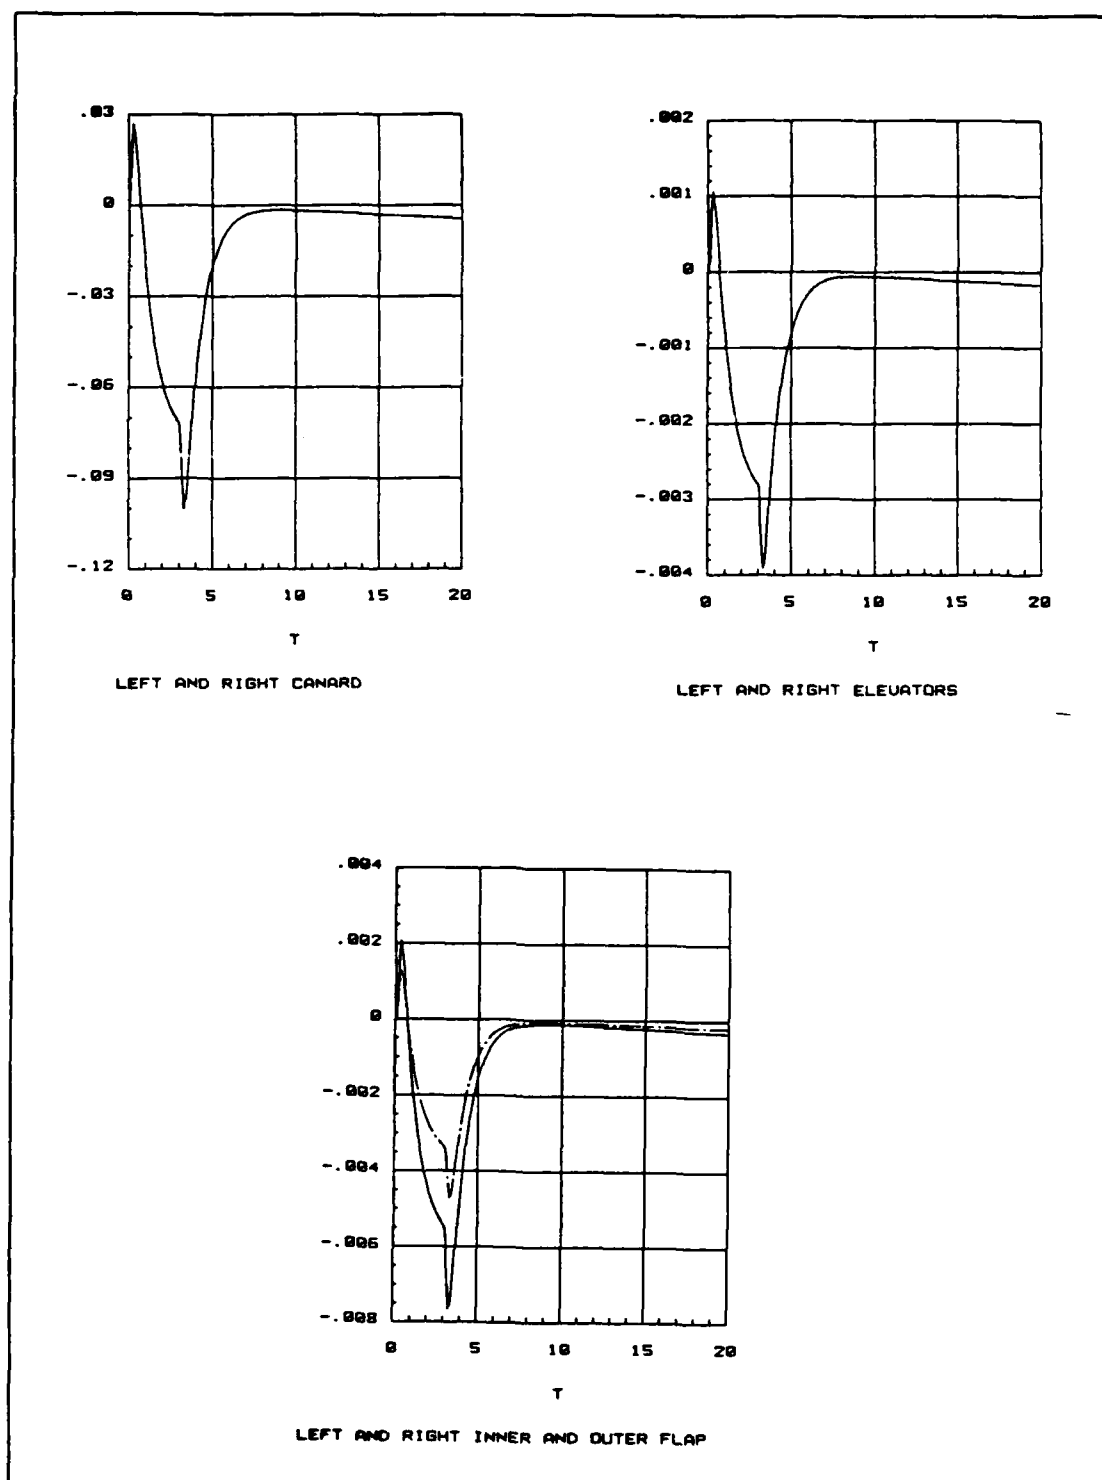 .03
0
-.03
-.06
-.09
-.12
0 5 10 15 20
T
LEFT AND RIGHT CANARD
.002
.001
0
-.001
-.002
-.003
-.004
0 5 10 15 20
T
LEFT AND RIGHT ELEVATORS
.004
.002
0
-.002
-.004
-.006
-.008
0 5 10 15 20
T
LEFT AND RIGHT INNER AND OUTER FLAP